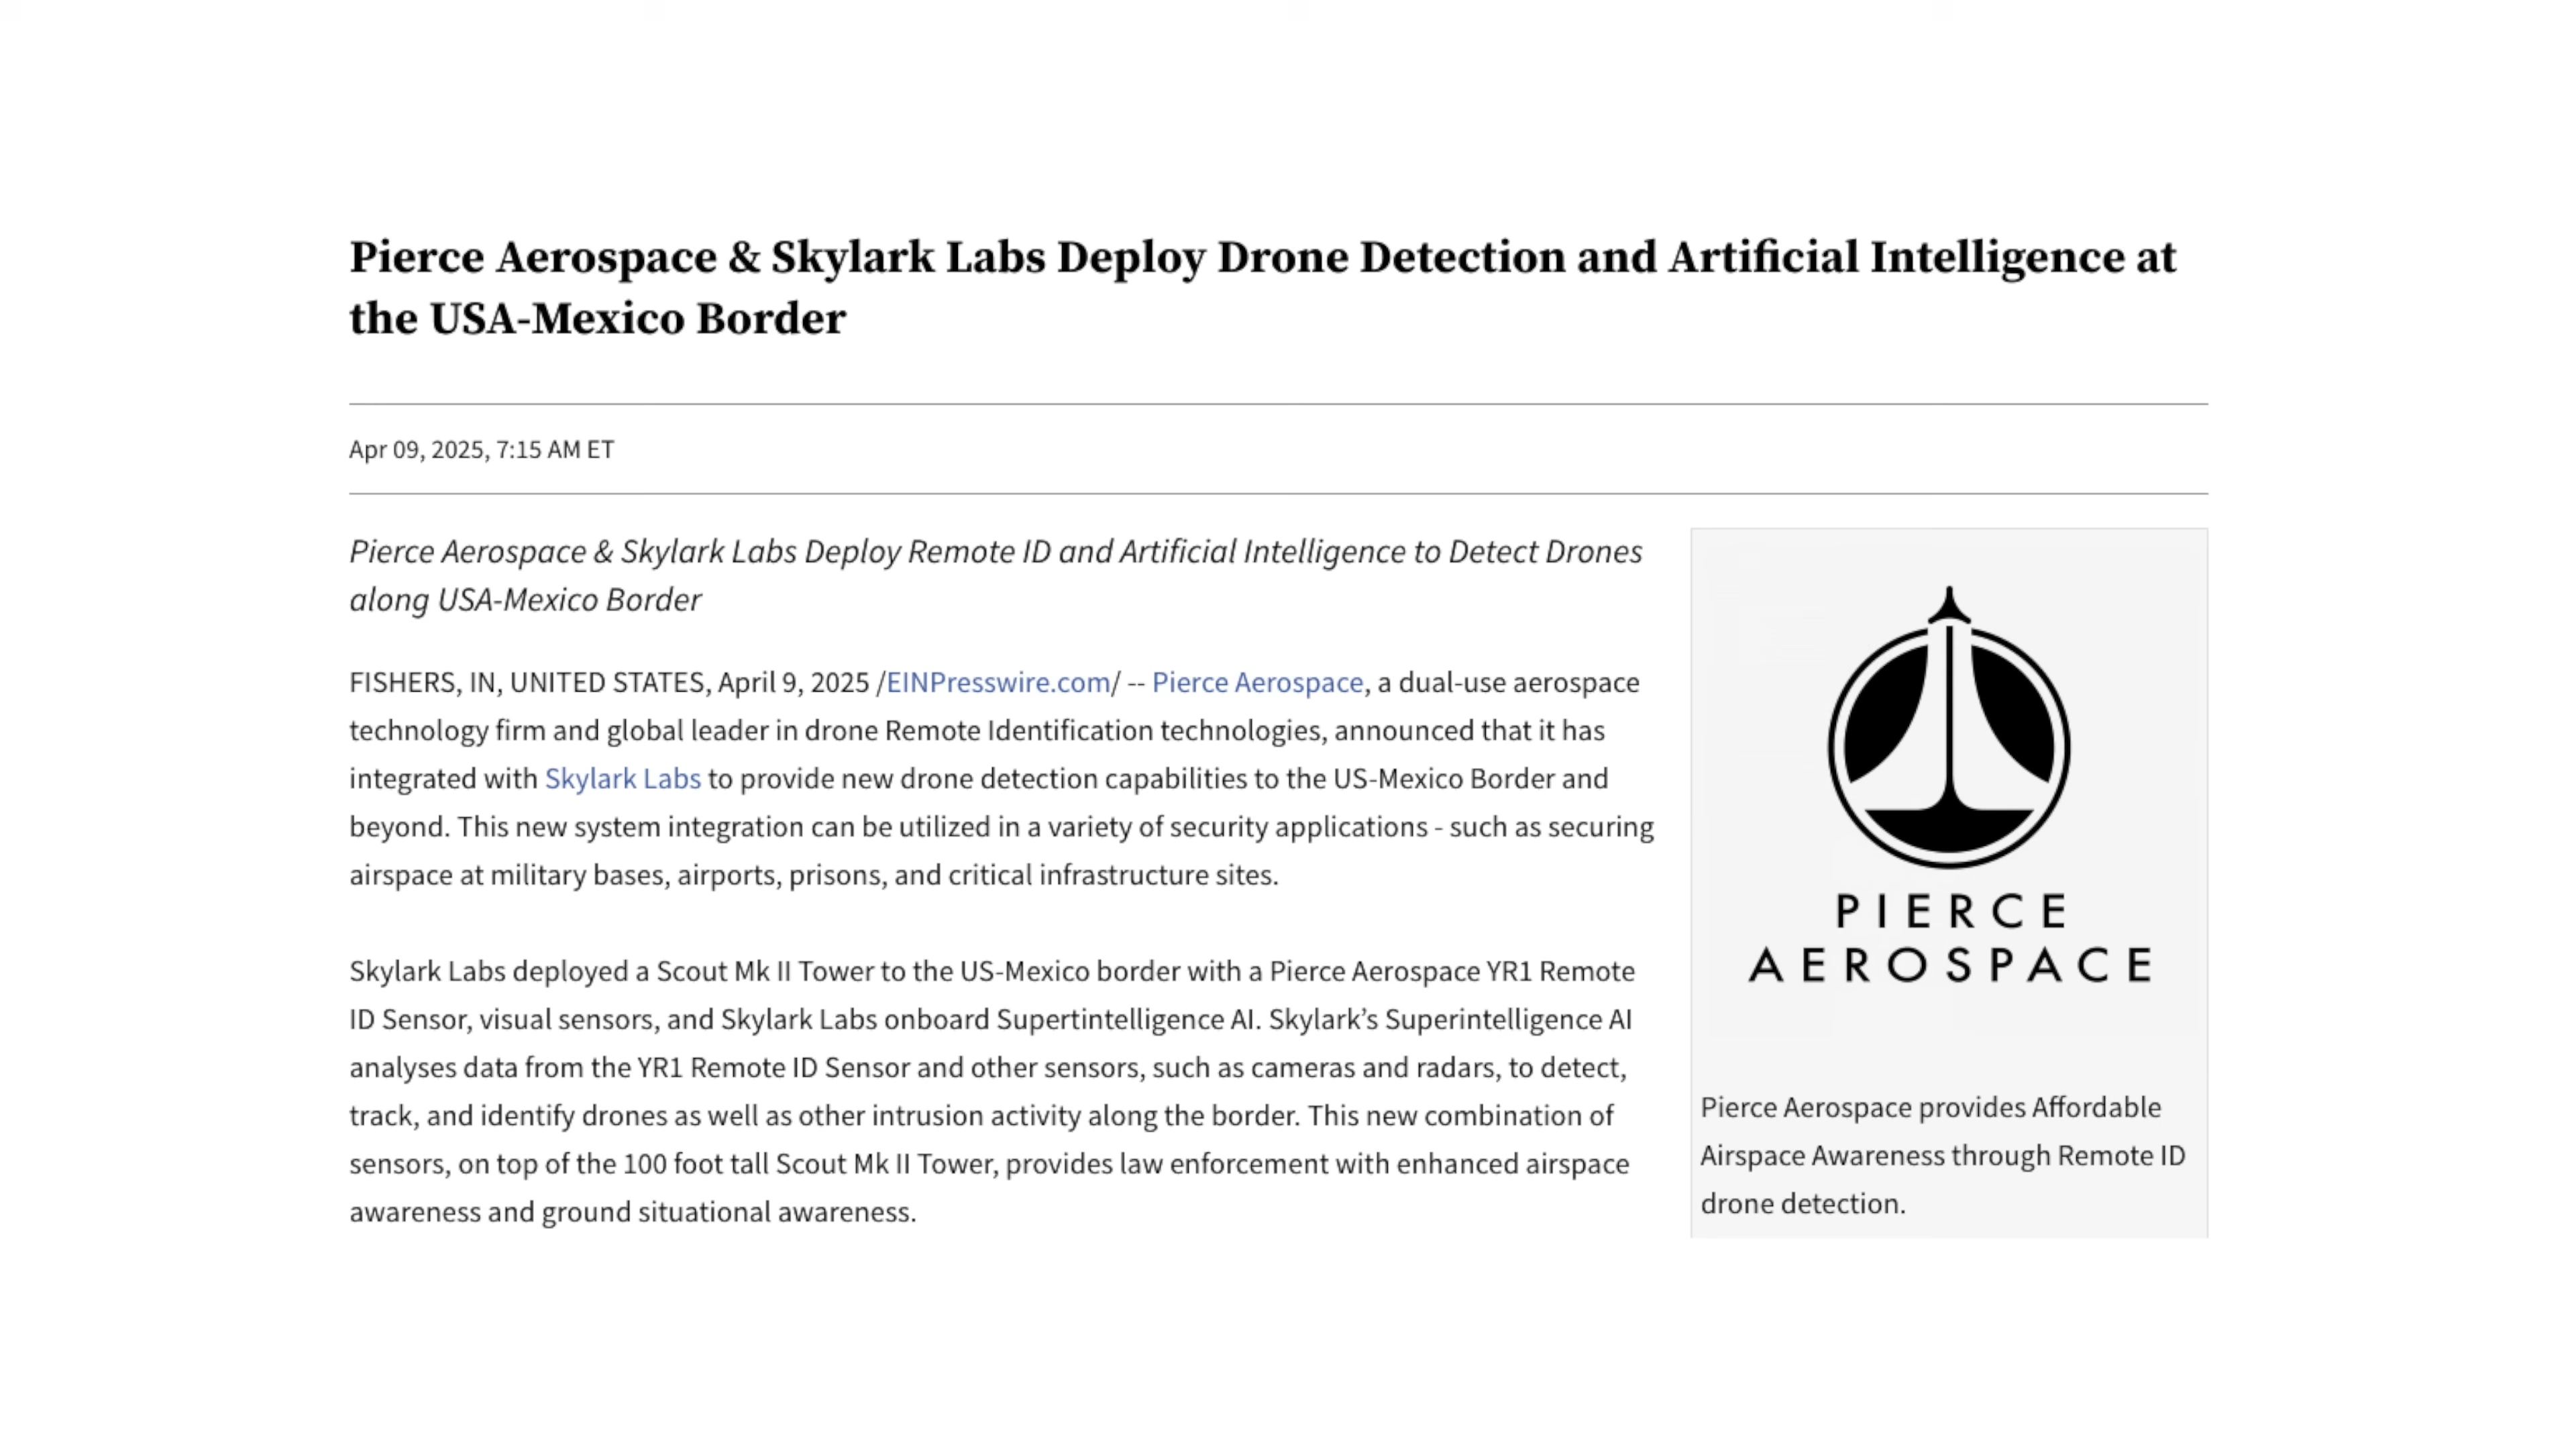 Pierce Aerospace & Skylark Labs Deploy Drone Detection and Artificial Intelligence at
the USA-Mexico Border
Apr 09, 2025, 7:15 AM ET
Pierce Aerospace & Skylark Labs Deploy Remote ID and Artificial Intelligence to Detect Drones
along USA-Mexico Border
FISHERS, IN, UNITED STATES, April 9, 2025 /EINPresswire.com/ -- Pierce Aerospace, a dual-use aerospace
technology firm and global leader in drone Remote Identification technologies, announced that it has
integrated with Skylark Labs to provide new drone detection capabilities to the US-Mexico Border and
beyond. This new system integration can be utilized in a variety of security applications - such as securing
airspace at military bases, airports, prisons, and critical infrastructure sites.
Skylark Labs deployed a Scout Mk II Tower to the US-Mexico border with a Pierce Aerospace YR1 Remote
ID Sensor, visual sensors, and Skylark Labs onboard Supertintelligence AI. Skylark’s Superintelligence AI
analyses data from the YR1 Remote ID Sensor and other sensors, such as cameras and radars, to detect,
track, and identify drones as well as other intrusion activity along the border. This new combination of
sensors, on top of the 100 foot tall Scout Mk II Tower, provides law enforcement with enhanced airspace
awareness and ground situational awareness.
PIERCE
AEROSPACE
Pierce Aerospace provides Affordable
Airspace Awareness through Remote ID
drone detection.